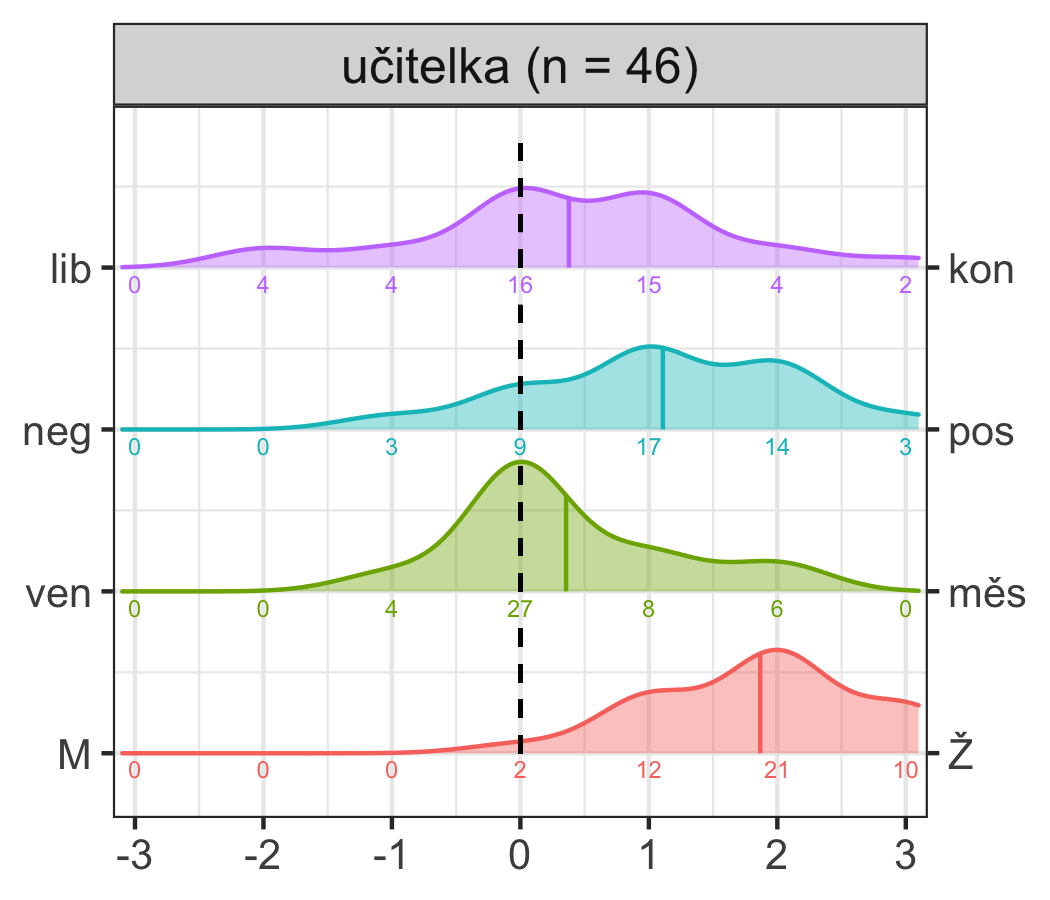 učitelka (n = 46)
lib kon
0 4 4 16 15 4 2
neg pos
0 0 3 9 17 14 3
ven měs
0 0 4 27 8 6 0
M Ž
0 0 0 2 12 21 10
-3 -2 -1 0 1 2 3